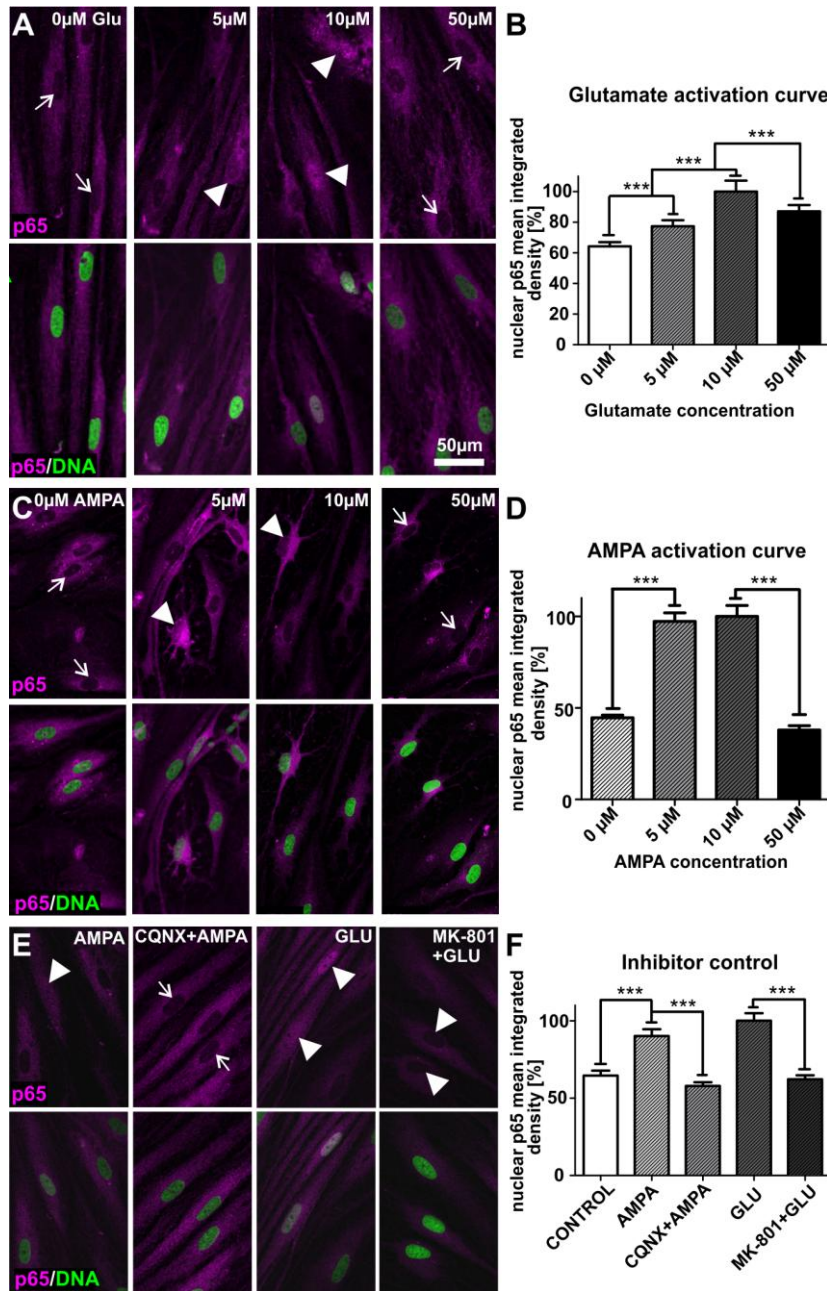 A
0µM Glu
5µM
10µM
50µM
p65
p65/DNA
50µm
B
Glutamate activation curve
nuclear p65 mean integrated
density [%]
120
100
80
60
40
20
0
***
***
***
0 µM
5 µM
10 µM
50 µM
Glutamate concentration
C
0µM AMPA
5µM
10µM
50µM
p65
p65/DNA
D
AMPA activation curve
nuclear p65 mean integrated
density [%]
100
50
0
***
***
0 µM
5 µM
10 µM
50 µM
AMPA concentration
E
AMPA
CQNX+AMPA
GLU
MK-801
+GLU
p65
p65/DNA
F
Inhibitor control
nuclear p65 mean integrated
density [%]
100
50
0
***
***
***
CONTROL
AMPA
CQNX+AMPA
GLU
MK-801+GLU